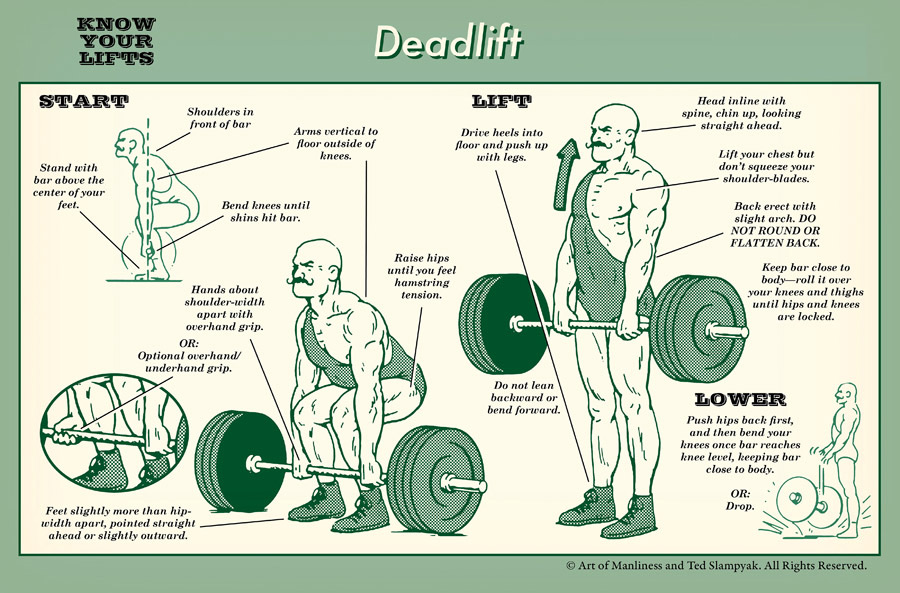 KNOW
YOUR
LIFTS
Deadlift
START
Shoulders in
front of bar
Arms vertical to
floor outside of
knees.
Stand with
bar above the
center of your
feet.
Bend knees until
shins hit bar.
Raise hips
until you feel
hamstring
tension.
Hands about
shoulder-width
apart with
overhand grip.
OR:
Optional overhand/
underhand grip.
Feet slightly more than hip-
width apart, pointed straight
ahead or slightly outward.
LIFT
Drive heels into
floor and push up
with legs.
Head inline with
spine, chin up, looking
straight ahead.
Lift your chest but
don't squeeze your
shoulder-blades.
Back erect with
slight arch. DO
NOT ROUND OR
FLATTEN BACK.
Keep bar close to
body—roll it over
your knees and thighs
until hips and knees
are locked.
Do not lean
backward or
bend forward.
LOWER
Push hips back first,
and then bend your
knees once bar reaches
knee level, keeping bar
close to body.
OR:
Drop.
© Art of Manliness and Ted Slampyak. All Rights Reserved.